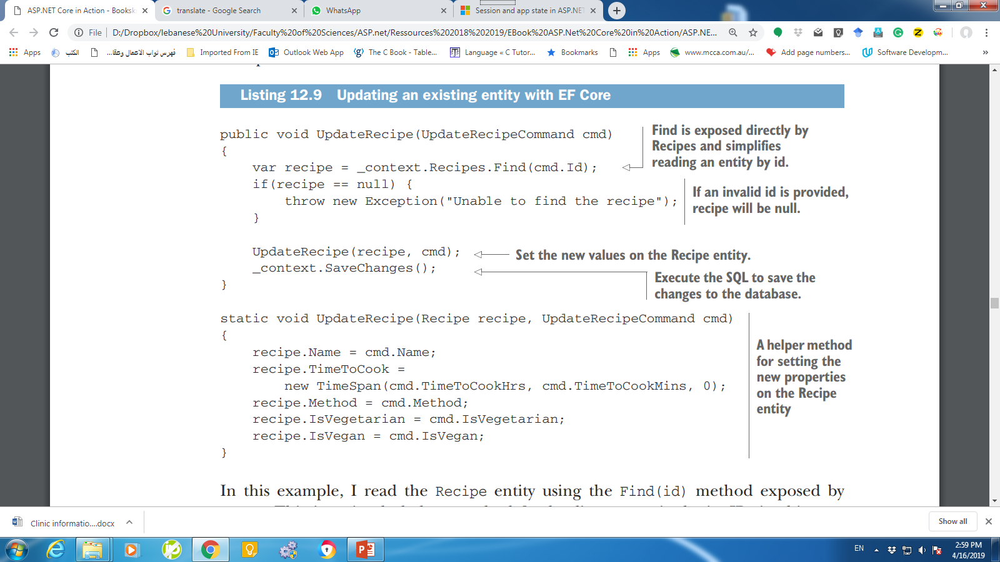 ASP.NET Core in Action - Booksk
translate - Google Search
WhatsApp
Session and app state in ASP.NET
File
D:/Dropbox/lebanese%20University/Faculty%20of%20Sciences/ASP.net/Ressources%202018%202019/EBook%20ASP.Net%20Core%20in%20Action/ASP.NE...
Apps
الكتب
فهرس ثواب الاعمال وعقا...
Imported From IE
Outlook Web App
The C Book - Table...
Language « C Tutor...
Bookmarks
Apps
www.mcca.com.au/...
Add page numbers...
Software Developm...
»
Listing 12.9 Updating an existing entity with EF Core
public void UpdateRecipe(UpdateRecipeCommand cmd)
{
var recipe = _context.Recipes.Find(cmd.Id);
if(recipe == null) {
throw new Exception("Unable to find the recipe");
}
UpdateRecipe(recipe, cmd);
_context.SaveChanges();
}
Find is exposed directly by
Recipes and simplifies
reading an entity by id.
If an invalid id is provided,
recipe will be null.
Set the new values on the Recipe entity.
Execute the SQL to save the
changes to the database.
static void UpdateRecipe(Recipe recipe, UpdateRecipeCommand cmd)
{
recipe.Name = cmd.Name;
recipe.TimeToCook =
new TimeSpan(cmd.TimeToCookHrs, cmd.TimeToCookMins, 0);
recipe.Method = cmd.Method;
recipe.IsVegetarian = cmd.IsVegetarian;
recipe.IsVegan = cmd.IsVegan;
}
A helper method
for setting the
new properties
on the Recipe
entity
In this example, I read the Recipe entity using the Find(id) method exposed by
Clinic informatio....docx
Show all
EN
2:59 PM
4/16/2019